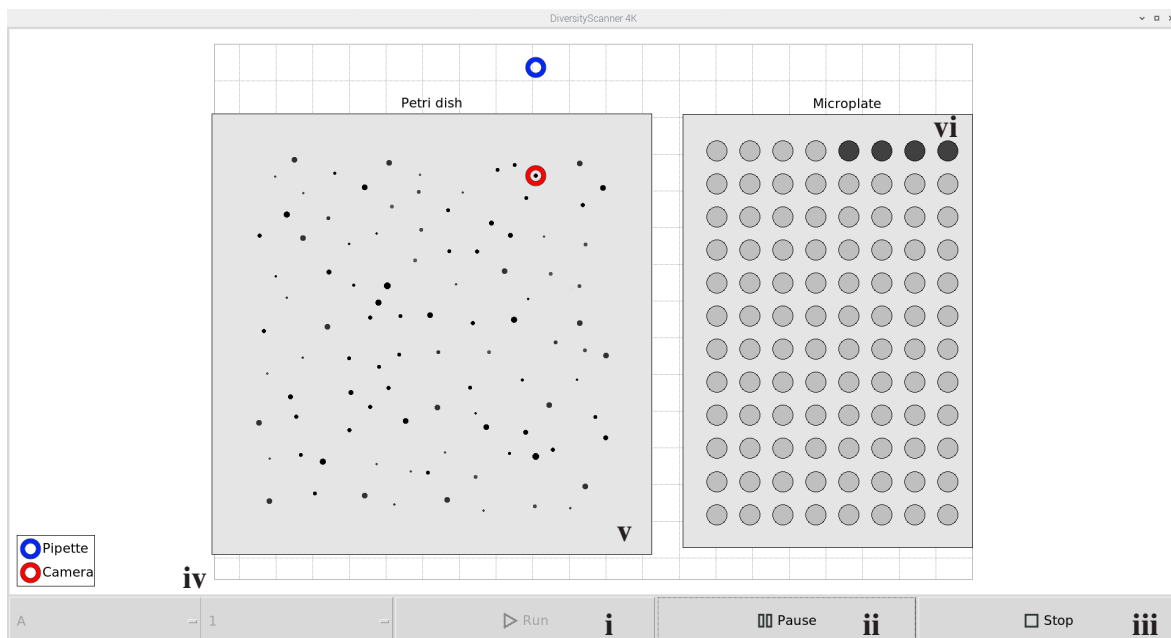 DiversityScanner 4K
Petri dish
Microplate
vi
v
Pipette
Camera
iv
A
1
Run
i
Pause
ii
Stop
iii